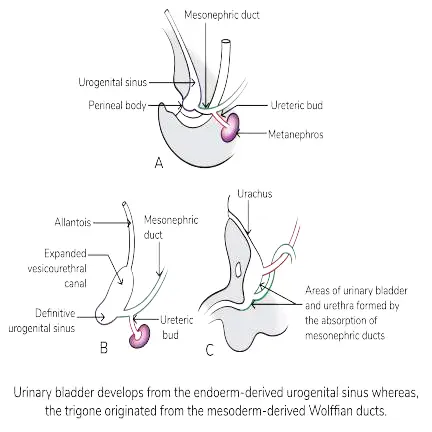 Mesonephric duct
Urogenital sinus
Perineal body
Ureteric bud
Metanephros
A
Urachus
Allantois
Mesonephric
duct
Expanded
vesicourethral
canal
Areas of urinary bladder
and urethra formed by
the absorption of
mesonephric ducts
Definitive
urogenital sinus
Ureteric
bud
B
C
Urinary bladder develops from the endoerm-derived urogenital sinus whereas,
the trigone originated from the mesoderm-derived Wolffian ducts.